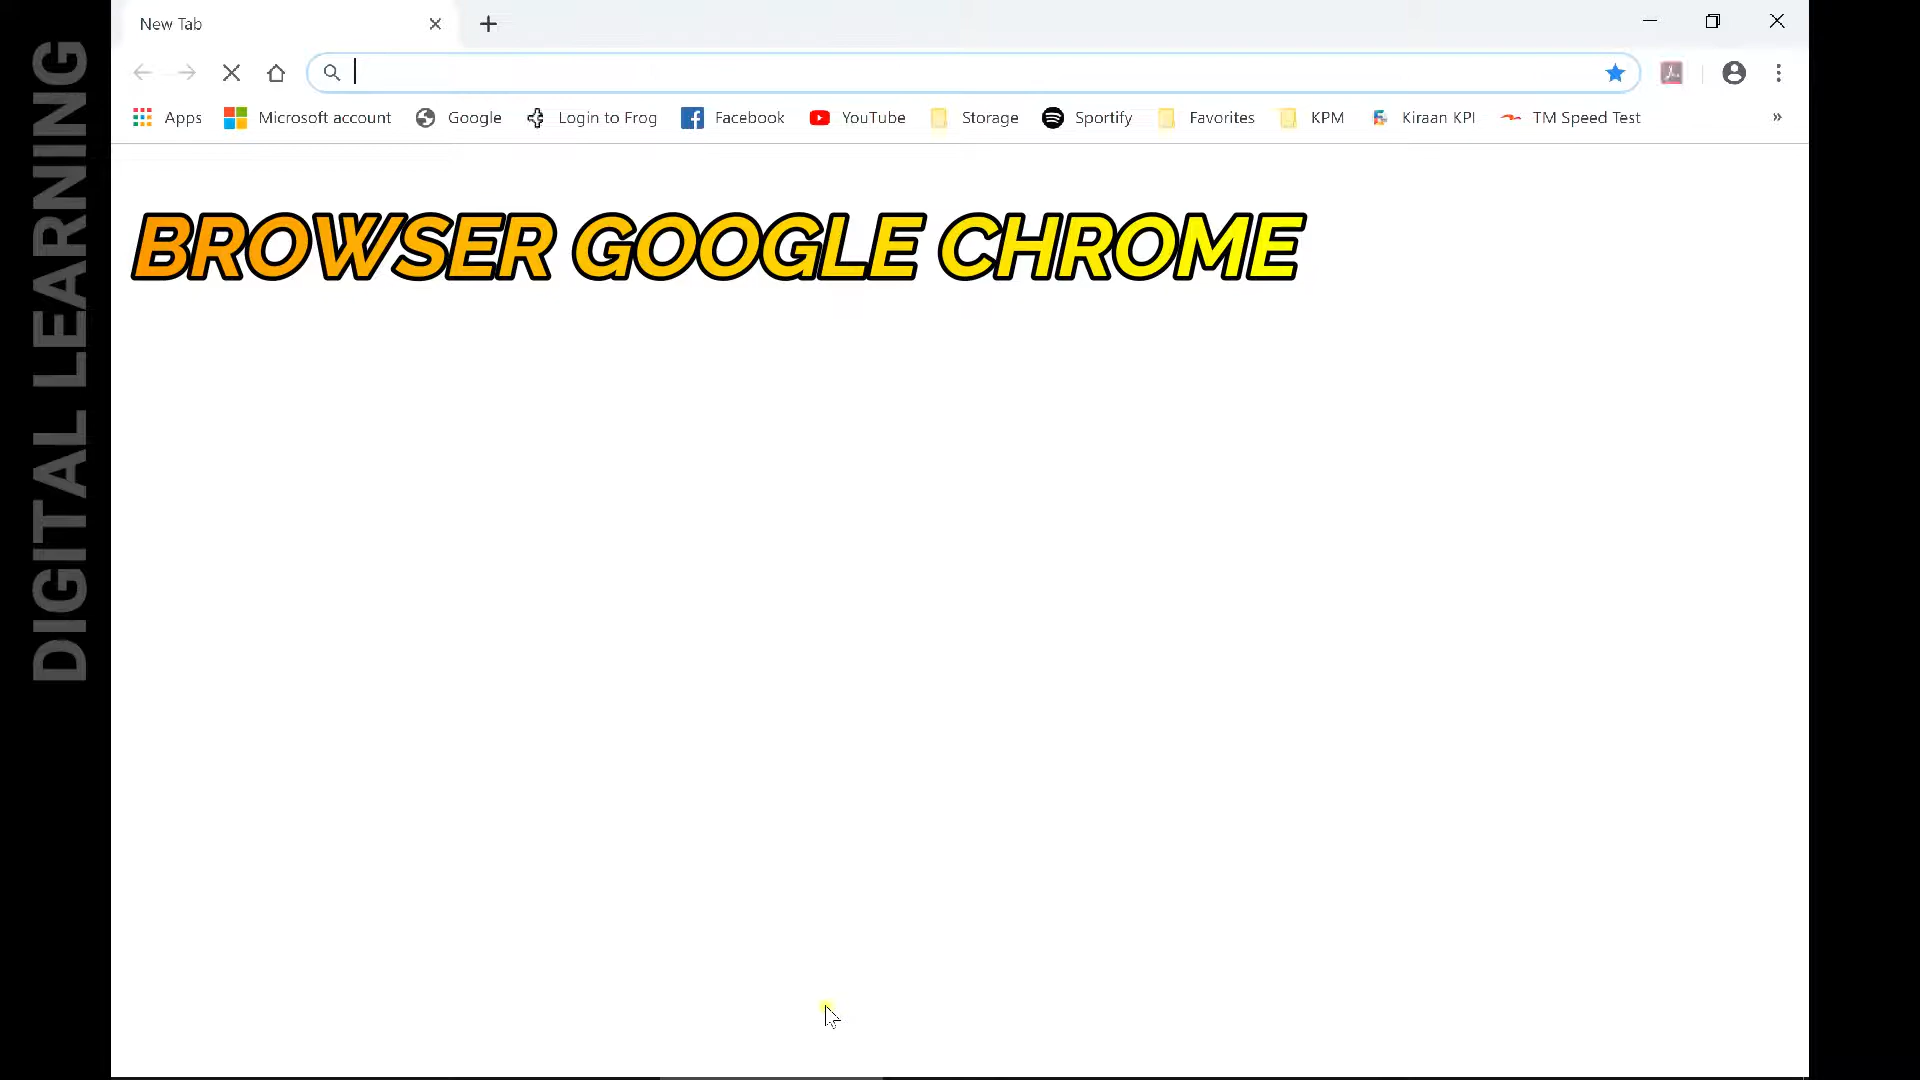 DIGITAL LEARNING
New Tab
Apps Microsoft account Google Login to Frog Facebook YouTube Storage Sportify Favorites KPM Kiraan KPI TM Speed Test »
BROWSER GOOGLE CHROME